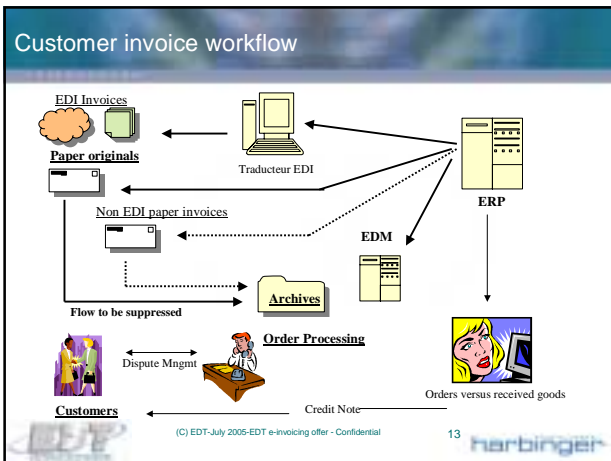 Customer invoice workflow
EDI Invoices
Paper originals
Traducteur EDI
ERP
Non EDI paper invoices
EDM
Archives
Flow to be suppressed
Order Processing
Dispute Mngmt
Orders versus received goods
Customers
Credit Note
(C) EDT-July 2005-EDT e-invoicing offer - Confidential
13
EDT
harbinger